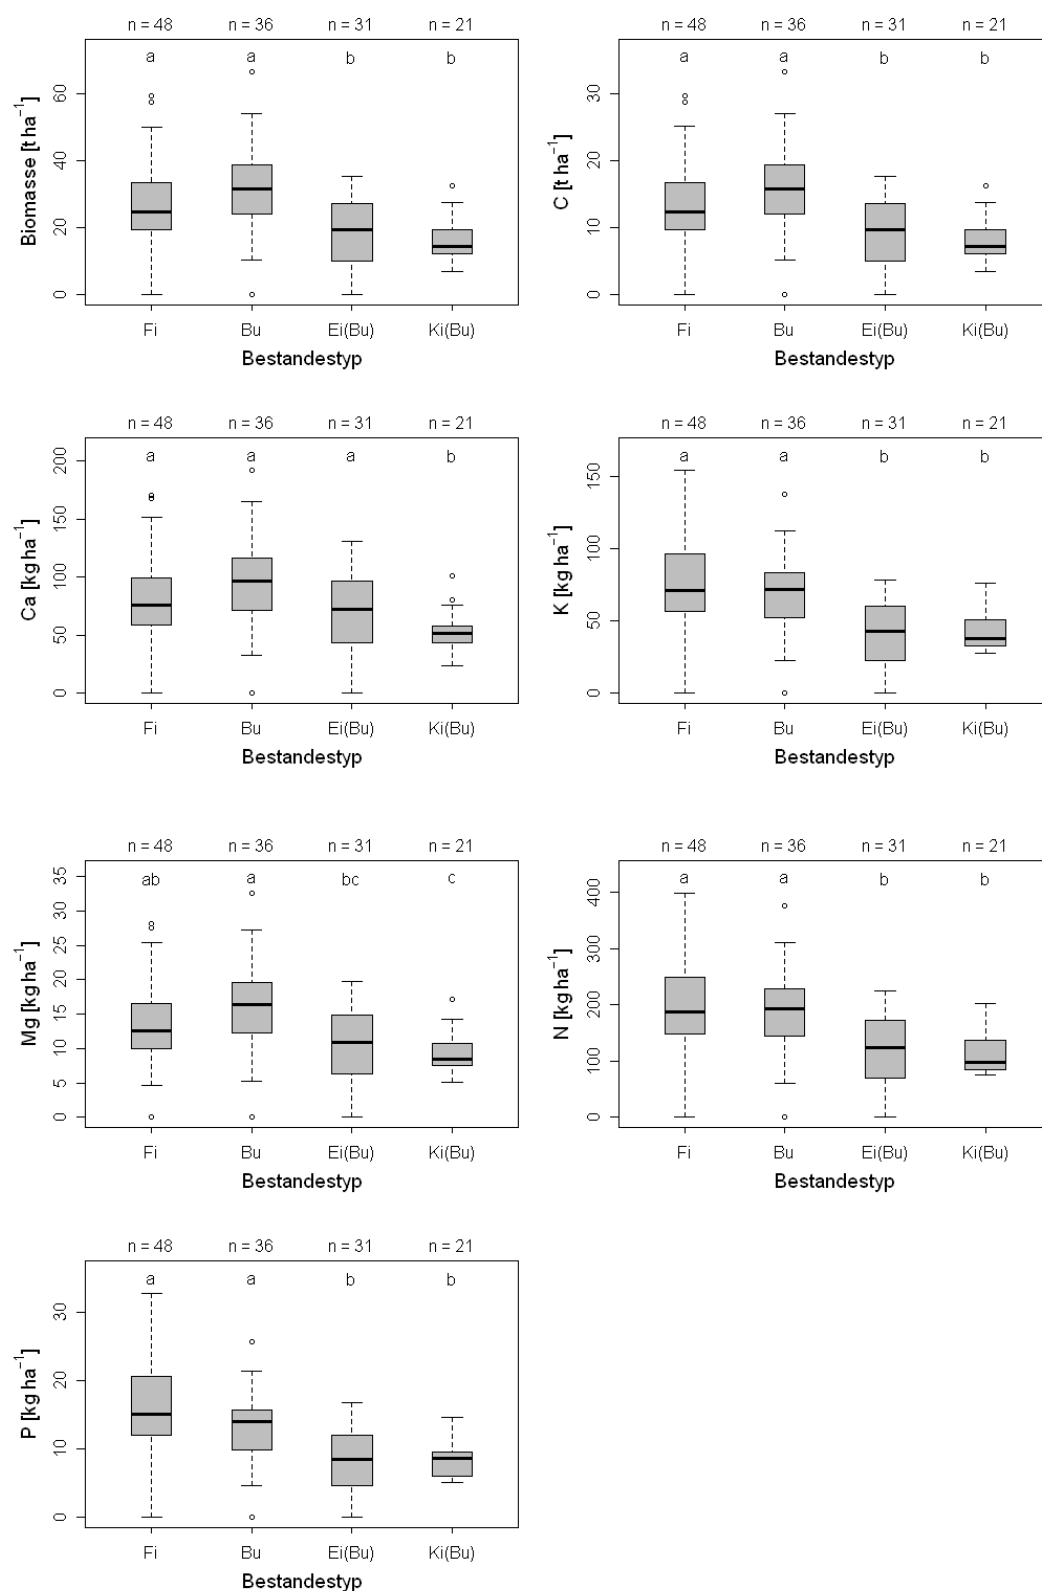 n = 48 n = 36 n = 31 n = 21
a a b b
Biomasse [t ha⁻¹]
60
40
20
0
Fi Bu Ei(Bu) Ki(Bu)
Bestandestyp
n = 48 n = 36 n = 31 n = 21
a a b b
C [t ha⁻¹]
30
20
10
0
Fi Bu Ei(Bu) Ki(Bu)
Bestandestyp
n = 48 n = 36 n = 31 n = 21
a a a b
Ca [kg ha⁻¹]
200
150
100
50
0
Fi Bu Ei(Bu) Ki(Bu)
Bestandestyp
n = 48 n = 36 n = 31 n = 21
a a b b
K [kg ha⁻¹]
150
100
50
0
Fi Bu Ei(Bu) Ki(Bu)
Bestandestyp
n = 48 n = 36 n = 31 n = 21
ab a bc c
Mg [kg ha⁻¹]
35
30
25
20
15
10
5
0
Fi Bu Ei(Bu) Ki(Bu)
Bestandestyp
n = 48 n = 36 n = 31 n = 21
a a b b
N [kg ha⁻¹]
400
300
200
100
0
Fi Bu Ei(Bu) Ki(Bu)
Bestandestyp
n = 48 n = 36 n = 31 n = 21
a a b b
P [kg ha⁻¹]
30
20
10
0
Fi Bu Ei(Bu) Ki(Bu)
Bestandestyp